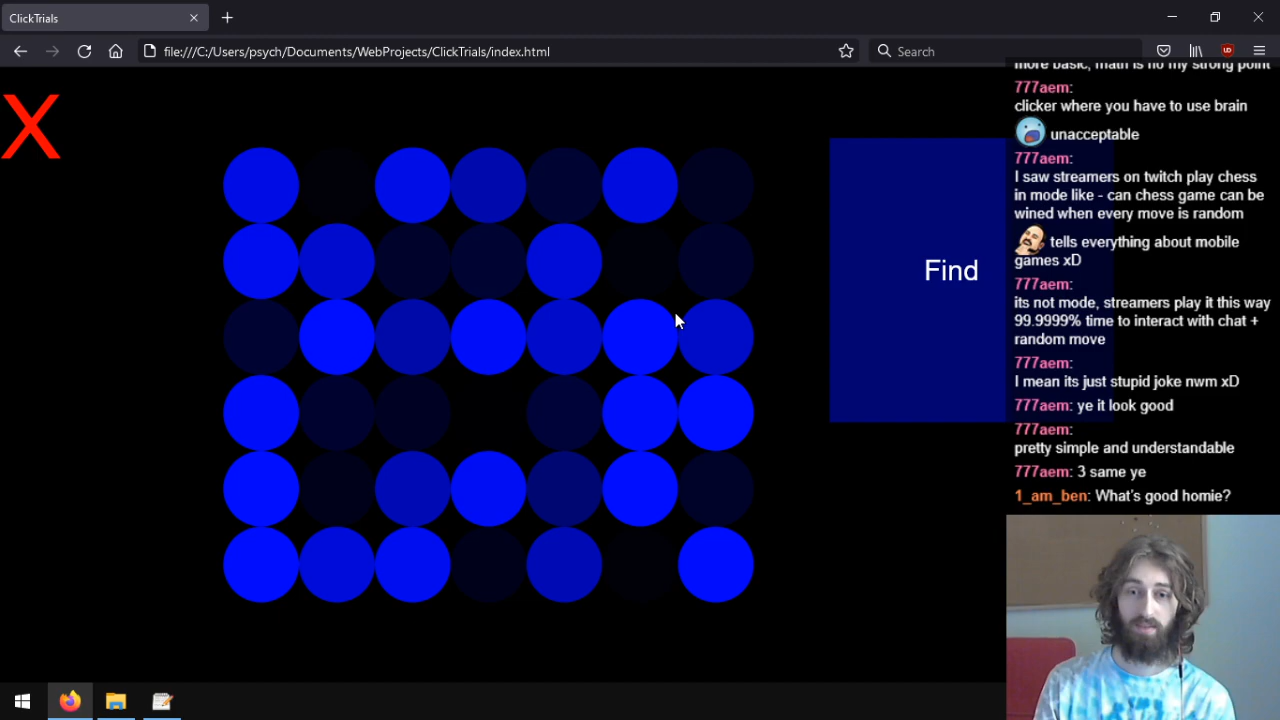 ClickTrials
file:///C:/Users/psych/Documents/WebProjects/ClickTrials/index.html
Search
X
Find
more basic, math is no my strong point
777aem:
clicker where you have to use brain
unacceptable
777aem:
I saw streamers on twitch play chess
in mode like - can chess game can be
wined when every move is random
tells everything about mobile
games xD
777aem:
its not mode, streamers play it this way
99.9999% time to interact with chat +
random move
777aem:
I mean its just stupid joke nwm xD
777aem: ye it look good
777aem:
pretty simple and understandable
777aem: 3 same ye
1_am_ben: What's good homie?